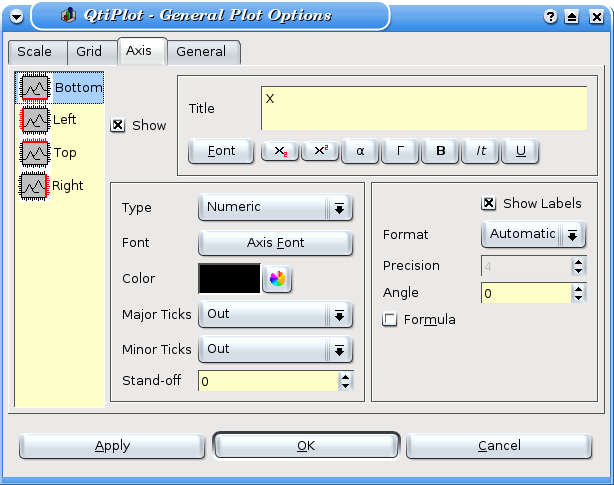 QtiPlot - General Plot Options
Scale Grid Axis General
Bottom
Left
Top
Right
Show
Title X
Font X2 X2 α Γ B It U
Type Numeric
Font Axis Font
Color
Major Ticks Out
Minor Ticks Out
Stand-off 0
Show Labels
Format Automatic
Precision 4
Angle 0
Formula
Apply OK Cancel